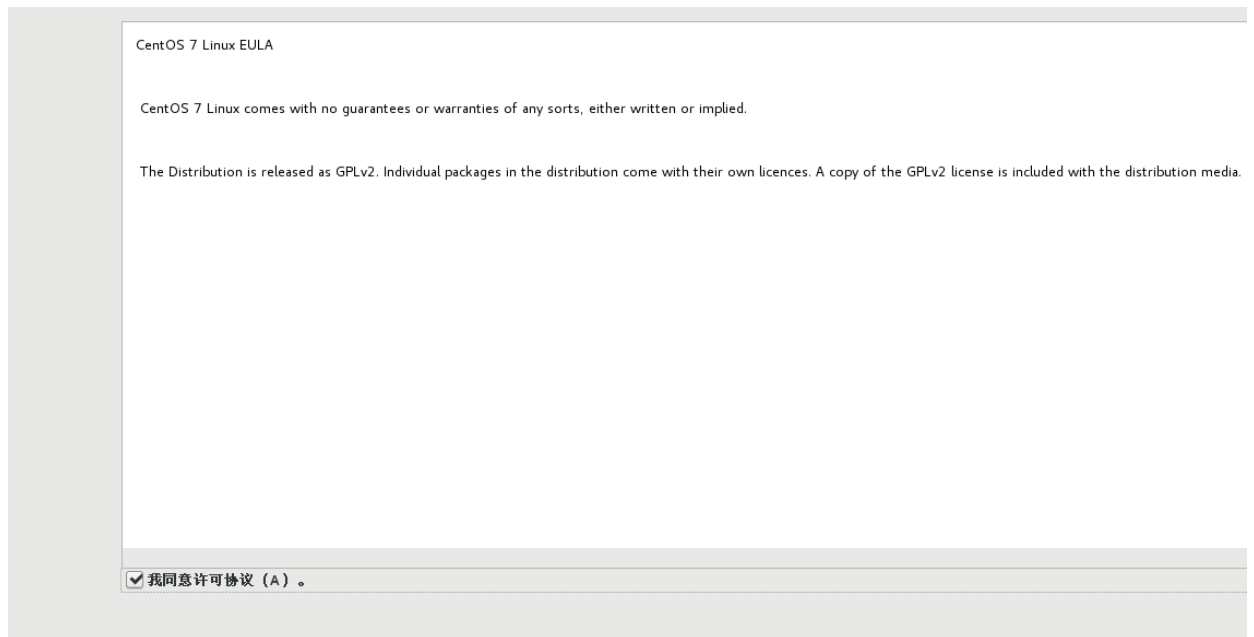 CentOS 7 Linux EULA
CentOS 7 Linux comes with no guarantees or warranties of any sorts, either written or implied.
The Distribution is released as GPLv2. Individual packages in the distribution come with their own licences. A copy of the GPLv2 license is included with the distribution media.
我同意许可协议（A）。